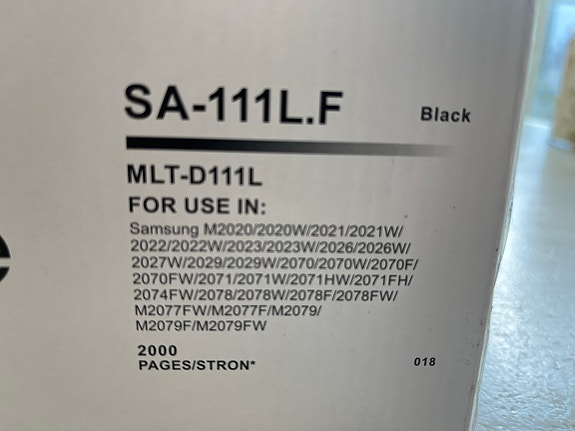 SA-111L.F
Black
MLT-D111L
FOR USE IN:
Samsung M2020/2020W/2021/2021W/
2022/2022W/2023/2023W/2026/2026W/
2027W/2029/2029W/2070/2070W/2070F/
2070FW/2071/2071W/2071HW/2071FH/
2074FW/2078/2078W/2078F/2078FW/
M2077FW/M2077F/M2079/
M2079F/M2079FW
2000
PAGES/STRON*
018